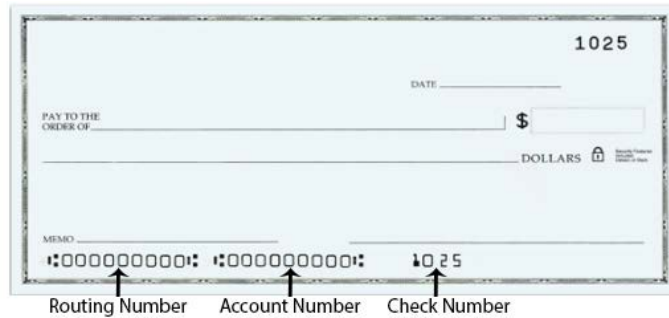 1025
DATE
PAY TO THE
ORDER OF
$
DOLLARS
MEMO
⑆000000000⑆ ⑆000000000⑆ 1025
Routing Number Account Number Check Number